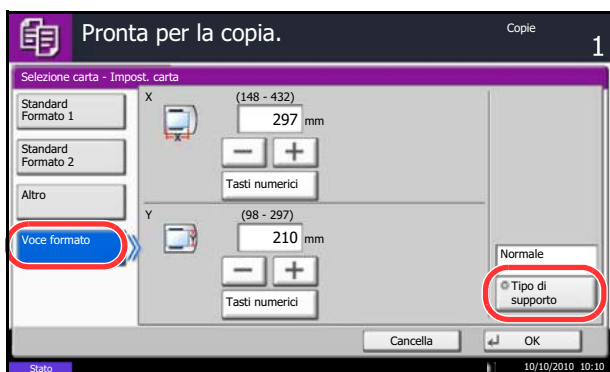 Pronta per la copia.
Copie
1
Selezione carta - Impost. carta
Standard
Formato 1
Standard
Formato 2
Altro
Voce formato
X
(148 - 432)
297 mm
Tasti numerici
Y
(98 - 297)
210 mm
Tasti numerici
Normale
Tipo di
supporto
Cancella
OK
Stato
10/10/2010 10:10